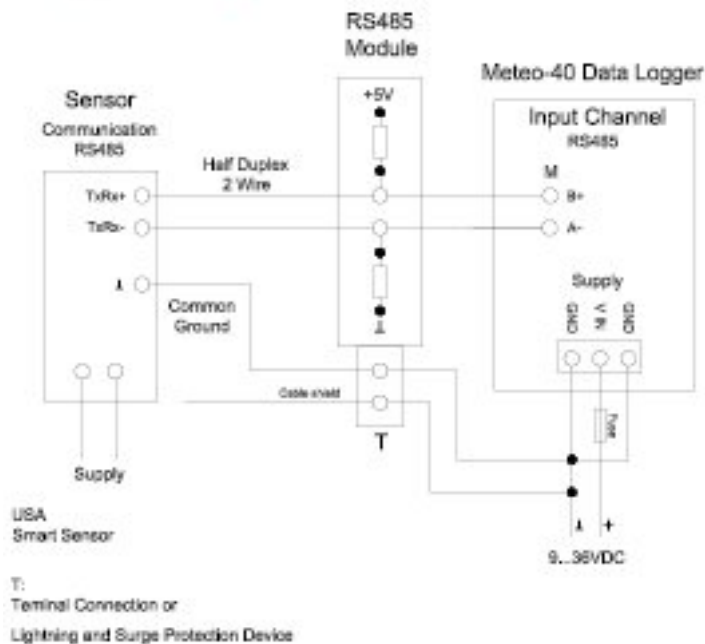 RS485
Module
Meteo-40 Data Logger
Sensor
Communication
RS485
+5V
Input Channel
RS485
Half Duplex
2 Wire
M
TxRx+
B+
TxRx-
A-
Supply
GND
V IN
GND
Common
Ground
Cable shield
Fuse
T
Supply
+
9...36VDC
USA
Smart Sensor
T:
Teminal Connection or
Lightning and Surge Protection Device